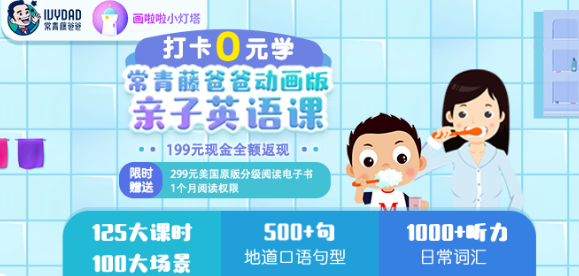 IVYDAD
常青藤爸爸
画啦啦小灯塔
打卡0元学
常青藤爸爸动画版
亲子英语课
199元现金全额返现
限时
赠送
299元美国原版分级阅读电子书
1个月阅读权限
125大课时
100大场景
500+句
地道口语句型
1000+听力
日常词汇